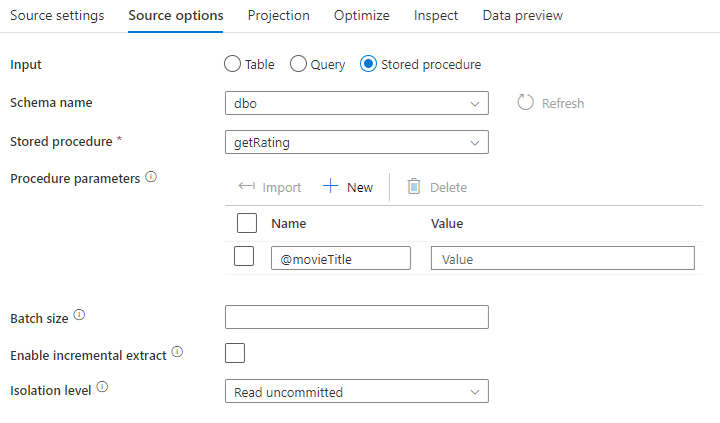 Source settings Source options Projection Optimize Inspect Data preview
Input Table Query Stored procedure
Schema name dbo Refresh
Stored procedure * getRating
Procedure parameters Import New Delete
Name Value
@movieTitle Value
Batch size
Enable incremental extract
Isolation level Read uncommitted